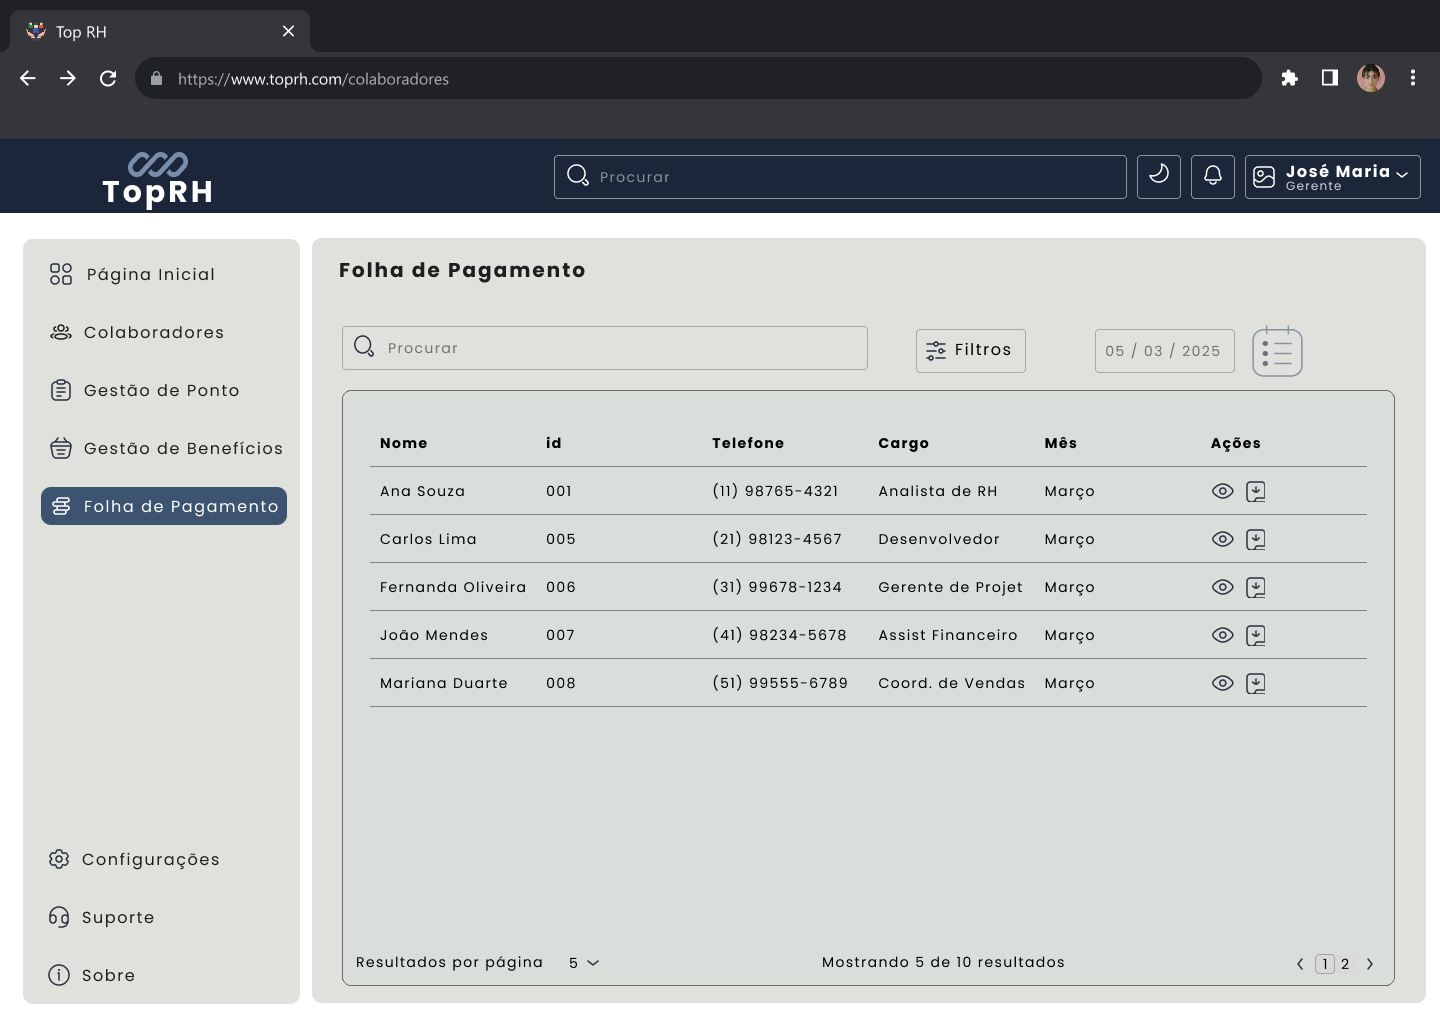 Top RH
https://www.toprh.com/colaboradores
TopRH
Procurar
José Maria
Gerente
Página Inicial
Colaboradores
Gestão de Ponto
Gestão de Benefícios
Folha de Pagamento
Configurações
Suporte
Sobre
Folha de Pagamento
Procurar
Filtros
05 / 03 / 2025
Nome id Telefone Cargo Mês Ações
Ana Souza 001 (11) 98765-4321 Analista de RH Março
Carlos Lima 005 (21) 98123-4567 Desenvolvedor Março
Fernanda Oliveira 006 (31) 99678-1234 Gerente de Projet Março
João Mendes 007 (41) 98234-5678 Assist Financeiro Março
Mariana Duarte 008 (51) 99555-6789 Coord. de Vendas Março
Resultados por página 5 Mostrando 5 de 10 resultados 1 2